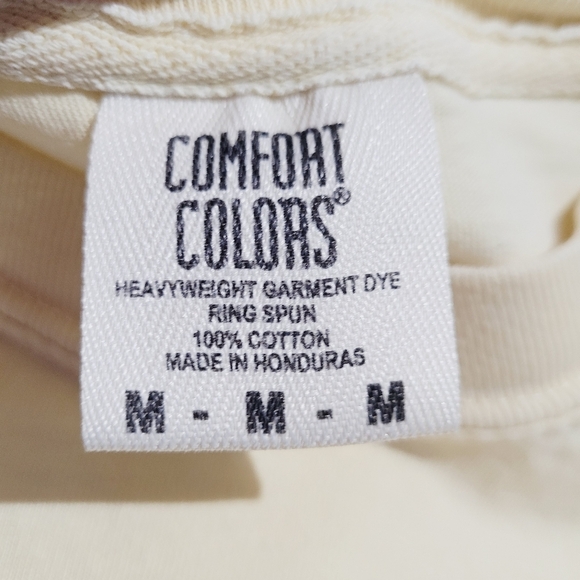 COMFORT
COLORS®
HEAVYWEIGHT GARMENT DYE
RING SPUN
100% COTTON
MADE IN HONDURAS
M - M - M